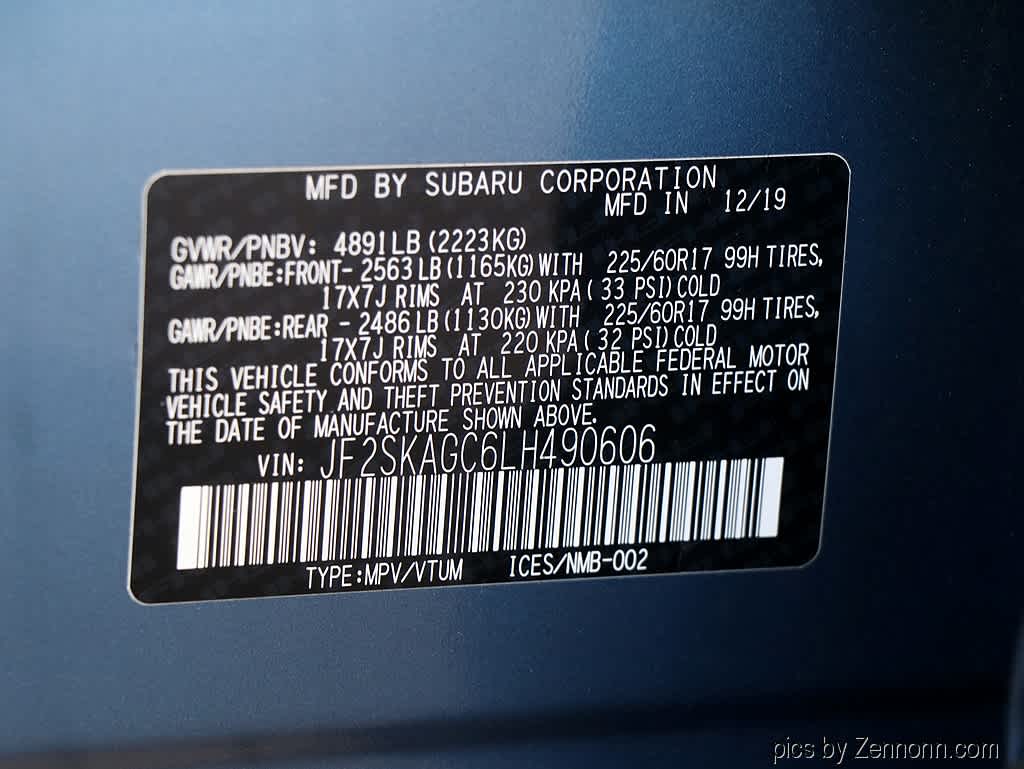 MFD BY SUBARU CORPORATION
MFD IN 12/19
GVWR/PNBV: 4891LB (2223KG)
GAWR/PNBE:FRONT- 2563LB (1165KG) WITH 225/60R17 99H TIRES,
17X7J RIMS AT 230 KPA ( 33 PSI) COLD
GAWR/PNBE:REAR - 2486LB (1130KG) WITH 225/60R17 99H TIRES,
17X7J RIMS AT 220 KPA ( 32 PSI) COLD
THIS VEHICLE CONFORMS TO ALL APPLICABLE FEDERAL MOTOR
VEHICLE SAFETY AND THEFT PREVENTION STANDARDS IN EFFECT ON
THE DATE OF MANUFACTURE SHOWN ABOVE.
VIN: JF2SKAGC6LH490606
TYPE:MPV/VTUM ICES/NMB-002
pics by Zennonn.com